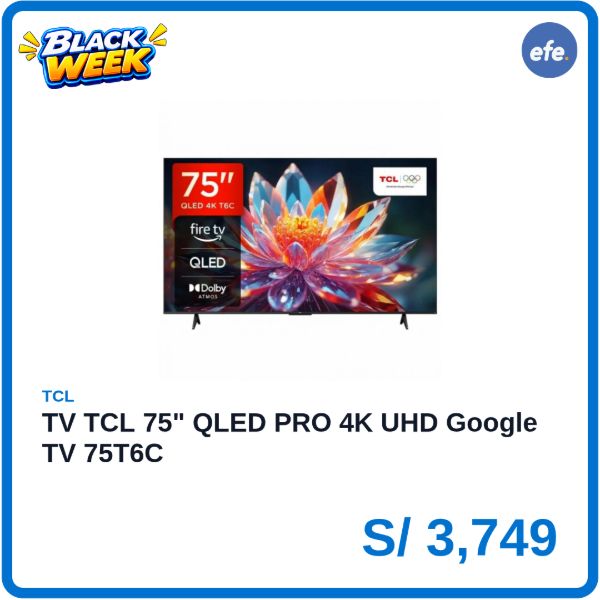 BLACK
WEEK
efe.
75"
QLED 4K T6C
fire tv
QLED
Dolby
ATMOS
TCL
TCL
TV TCL 75" QLED PRO 4K UHD Google
TV 75T6C
S/ 3,749